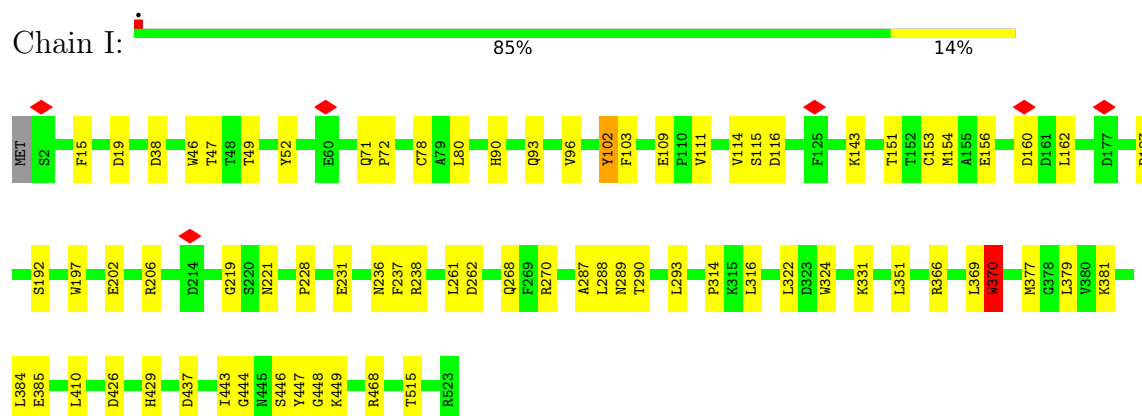 Chain I:
85% 14%
MET S2 F15 D19 D38 W46 T47 T48 T49 Y52 E60 Q71 P72 C78 A79 L80 H90 Q93 V96 Y102 F103 E109 P110 V111 V114 S115 D116 F125 K143 T151 T152 C153 M154 A155 E156 D160 D161 L162 D177
S192 W197 E202 R206 D214 G219 S220 N221 P228 E231 N236 F237 R238 L261 D262 Q268 F269 R270 A287 L288 N289 T290 L293 P314 K315 L316 L322 D323 W324 K331 L351 R366 L369 W370 M377 G378 L379 V380 K381
L384 E385 L410 D426 H429 D437 I443 G444 N445 S446 Y447 G448 K449 R468 T515 R523